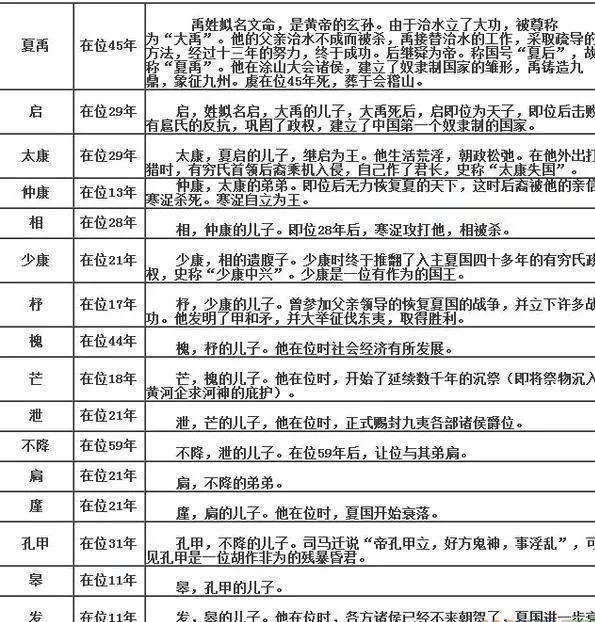 禹姓姒名文命，是黄帝的玄孙。由于治水立了大功，被尊称
为“大禹”。他的父亲治水不成而被杀，禹接替治水的工作，采取疏导的
夏禹 在位45年 方法，经过十三年的努力，终于成功。后继舜为帝。称国号“夏后”，故
称“夏禹”。他在涂山大会诸侯，建立了奴隶制国家的雏形，禹铸造九
鼎，象征九州。虞在位45年死，葬于会稽山。
启 在位29年 启，姓姒名启，大禹的儿子，大禹死后，启即位为天子，即位后击败
有扈氏的反抗，巩固了政权，建立了中国第一个奴隶制的国家。
太康 在位29年 太康，夏启的儿子，继启为王。他生活荒淫，朝政松弛。在他外出打
猎时，有穷氏首领后裔乘机入侵，自己作了君长，史称“太康失国”。
仲康 在位13年 仲康，太康的弟弟。即位后无力恢复夏的天下，这时后裔被他的亲信
寒浞杀死。寒浞自立为王。
相 在位28年 相，仲康的儿子。即位28年后，寒浞攻打他，相被杀。
少康 在位21年 少康，相的遗腹子。少康时终于推翻了入主夏国四十多年的有穷氏政
权，史称“少康中兴”。少康是一位有作为的国王。
杼 在位17年 杼，少康的儿子。曾参加父亲领导的恢复夏国的战争，并立下许多战
功。他发明了甲和矛，并大举征伐东夷，取得胜利。
槐 在位44年 槐，杼的儿子。他在位时社会经济有所发展。
芒 在位18年 芒，槐的儿子。他在位时，开始了延续数千年的沉祭（即将祭物沉入
黄河企求河神的庇护）。
泄 在位21年 泄，芒的儿子，他在位时，正式赐封九夷各部诸侯爵位。
不降 在位59年 不降，泄的儿子。在位59年后，让位与其弟扃。
扃 在位21年 扃，不降的弟弟。
廑 在位21年 廑，扃的儿子。他在位时，夏国开始衰落。
孔甲 在位31年 孔甲，不降的儿子。司马迁说“帝孔甲立，好方鬼神，事淫乱”，可
见孔甲是一位胡作非为的残暴昏君。
皋 在位11年 皋，孔甲的儿子。
发 在位11年 发，皋的儿子。他在位时，各方诸侯已经不来朝贺了，夏国进一步衰